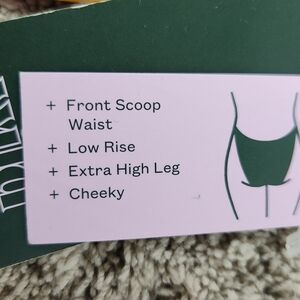 + Front Scoop
Waist
+ Low Rise
+ Extra High Leg
+ Cheeky